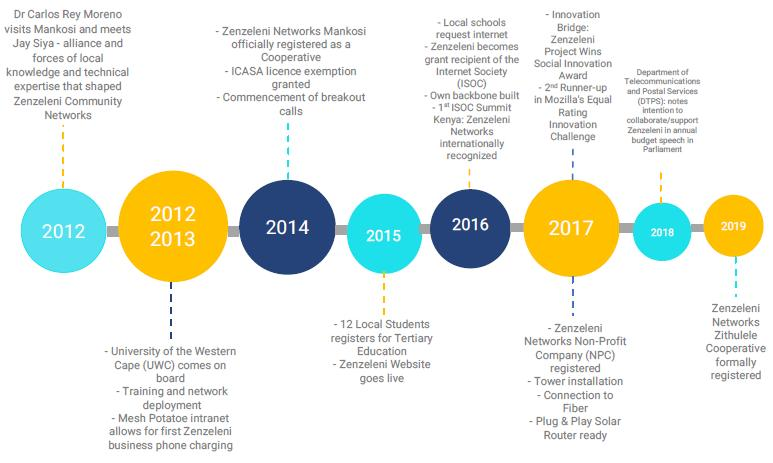 Dr Carlos Rey Moreno
visits Mankosi and meets
Jay Siya - alliance and
forces of local
knowledge and technical
expertise that shaped
Zenzeleni Community
Networks
2012
2012
2013
- University of the Western
Cape (UWC) comes on
board
- Training and network
deployment
- Mesh Potatoe intranet
allows for first Zenzeleni
business phone charging
- Zenzeleni Networks Mankosi
officially registered as a
Cooperative
- ICASA licence exemption
granted
- Commencement of breakout
calls
2014
2015
- 12 Local Students
registers for Tertiary
Education
- Zenzeleni Website
goes live
- Local schools
request internet
- Zenzeleni becomes
grant recipient of the
Internet Society
(ISOC)
- Own backbone built
- 1st ISOC Summit
Kenya: Zenzeleni
Networks
internationally
recognized
2016
- Innovation
Bridge:
Zenzeleni
Project Wins
Social Innovation
Award
- 2nd Runner-up
in Mozilla's Equal
Rating
Innovation
Challenge
2017
- Zenzeleni
Networks Non-Profit
Company (NPC)
registered
- Tower installation
- Connection to
Fiber
- Plug & Play Solar
Router ready
Department of
Telecommunications
and Postal Services
(DTPS): notes
intention to
collaborate/support
Zenzeleni in annual
budget speech in
Parliament
2018
2019
Zenzeleni
Networks
Zithulele
Cooperative
formally
registered